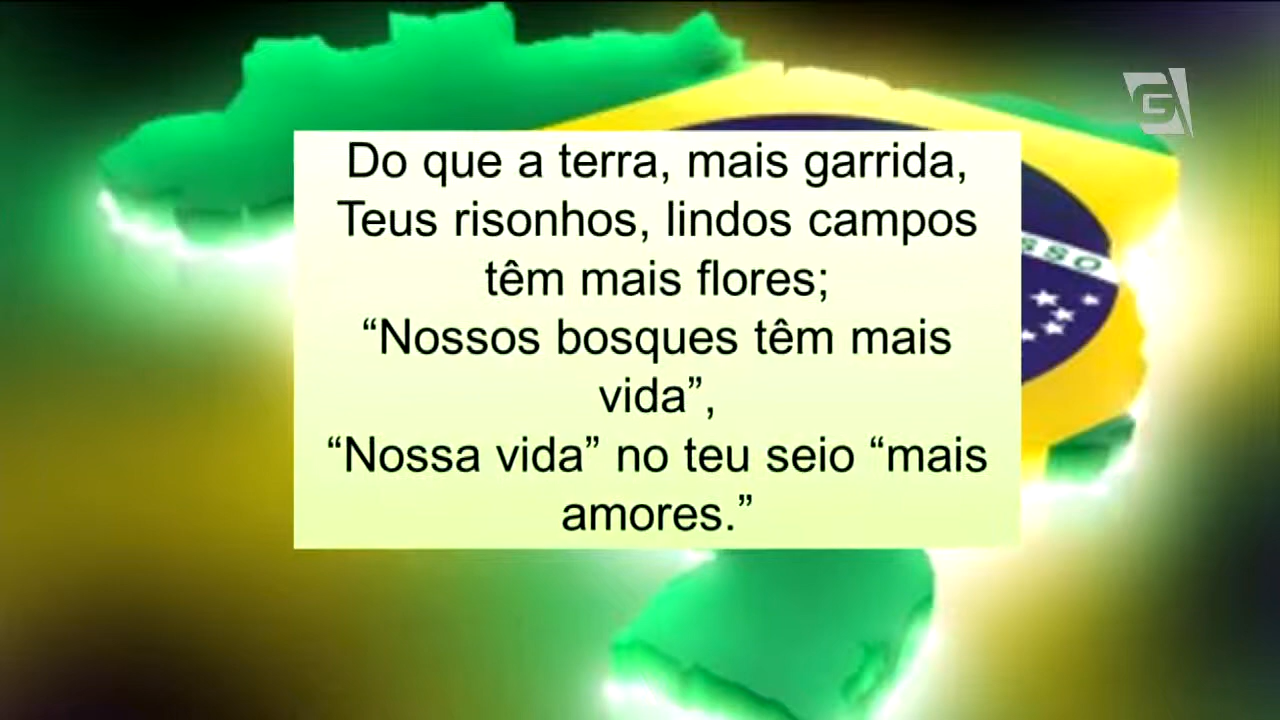 Do que a terra, mais garrida,
Teus risonhos, lindos campos
têm mais flores;
“Nossos bosques têm mais
vida”,
“Nossa vida” no teu seio “mais
amores.”
SSO
G